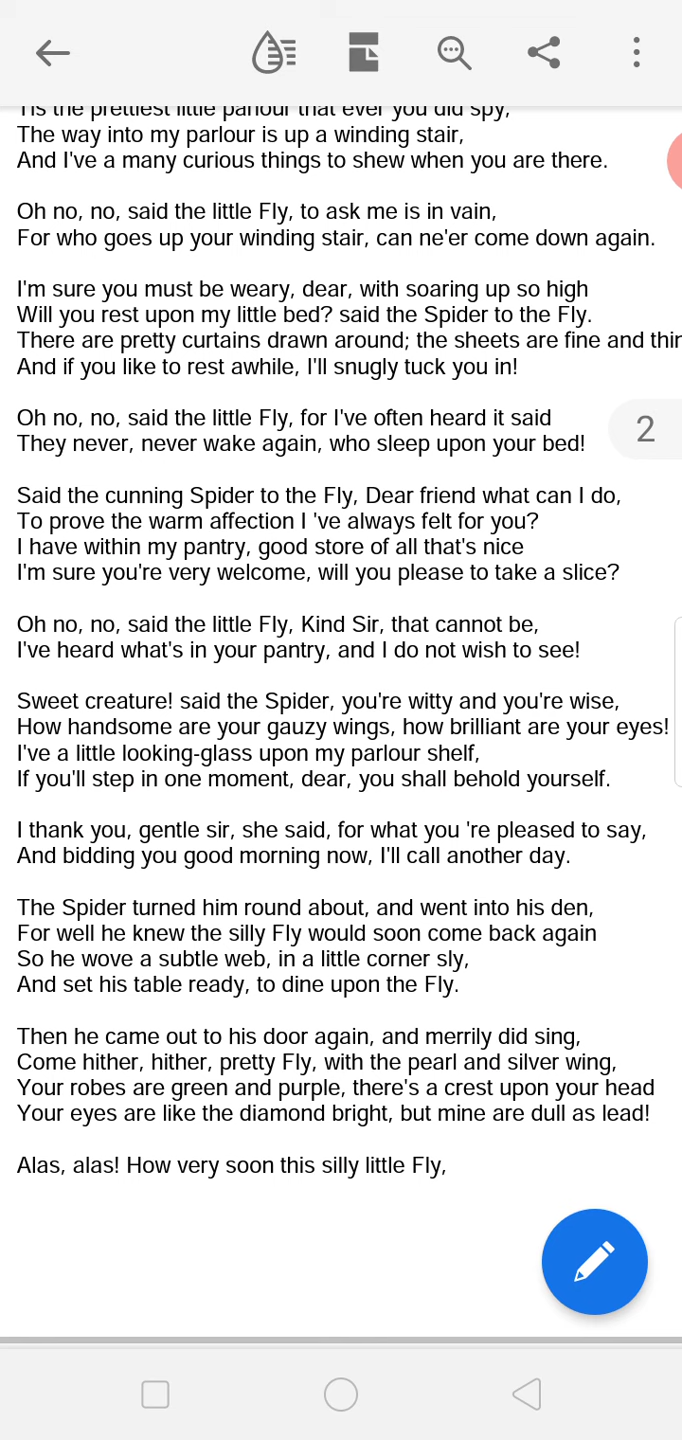 Tis the prettiest little parlour that ever you did spy,
The way into my parlour is up a winding stair,
And I've a many curious things to shew when you are there.
Oh no, no, said the little Fly, to ask me is in vain,
For who goes up your winding stair, can ne'er come down again.
I'm sure you must be weary, dear, with soaring up so high
Will you rest upon my little bed? said the Spider to the Fly.
There are pretty curtains drawn around; the sheets are fine and
And if you like to rest awhile, I'll snugly tuck you in!
Oh no, no, said the little Fly, for I've often heard it said
They never, never wake again, who sleep upon your bed!
2
Said the cunning Spider to the Fly, Dear friend what can I do,
To prove the warm affection I 've always felt for you?
I have within my pantry, good store of all that's nice
I'm sure you're very welcome, will you please to take a slice?
Oh no, no, said the little Fly, Kind Sir, that cannot be,
I've heard what's in your pantry, and I do not wish to see!
Sweet creature! said the Spider, you're witty and you're wise,
How handsome are your gauzy wings, how brilliant are your eyes!
I've a little looking-glass upon my parlour shelf,
If you'll step in one moment, dear, you shall behold yourself.
I thank you, gentle sir, she said, for what you 're pleased to say,
And bidding you good morning now, I'll call another day.
The Spider turned him round about, and went into his den,
For well he knew the silly Fly would soon come back again
So he wove a subtle web, in a little corner sly,
And set his table ready, to dine upon the Fly.
Then he came out to his door again, and merrily did sing,
Come hither, hither, pretty Fly, with the pearl and silver wing,
Your robes are green and purple, there's a crest upon your head
Your eyes are like the diamond bright, but mine are dull as lead!
Alas, alas! How very soon this silly little Fly,